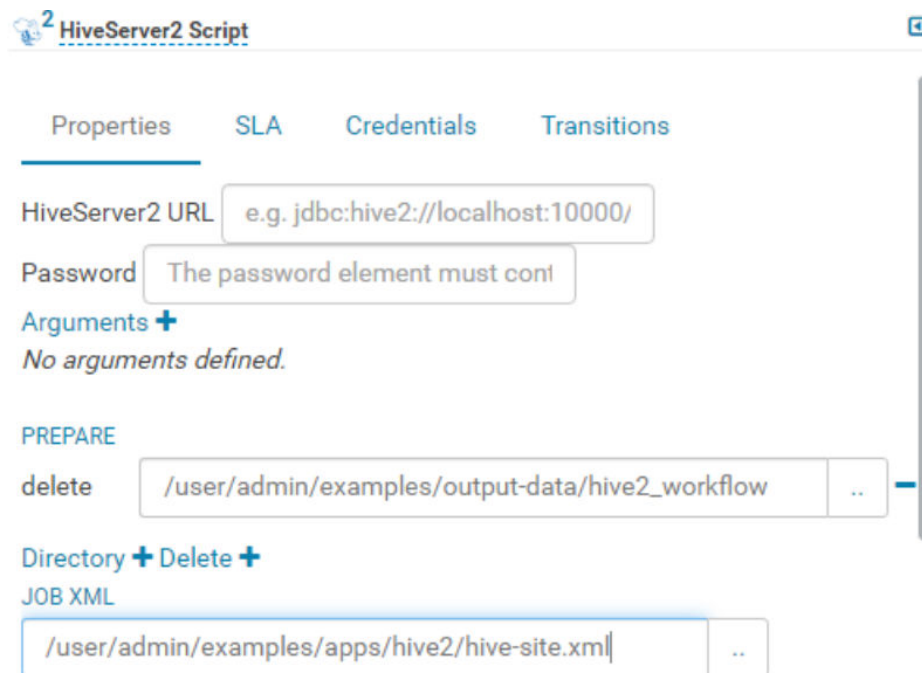 2 HiveServer2 Script
Properties SLA Credentials Transitions
HiveServer2 URL e.g. jdbc:hive2://localhost:10000/
Password The password element must cont
Arguments +
No arguments defined.
PREPARE
delete /user/admin/examples/output-data/hive2_workflow ..
Directory + Delete +
JOB XML
/user/admin/examples/apps/hive2/hive-site.xml ..